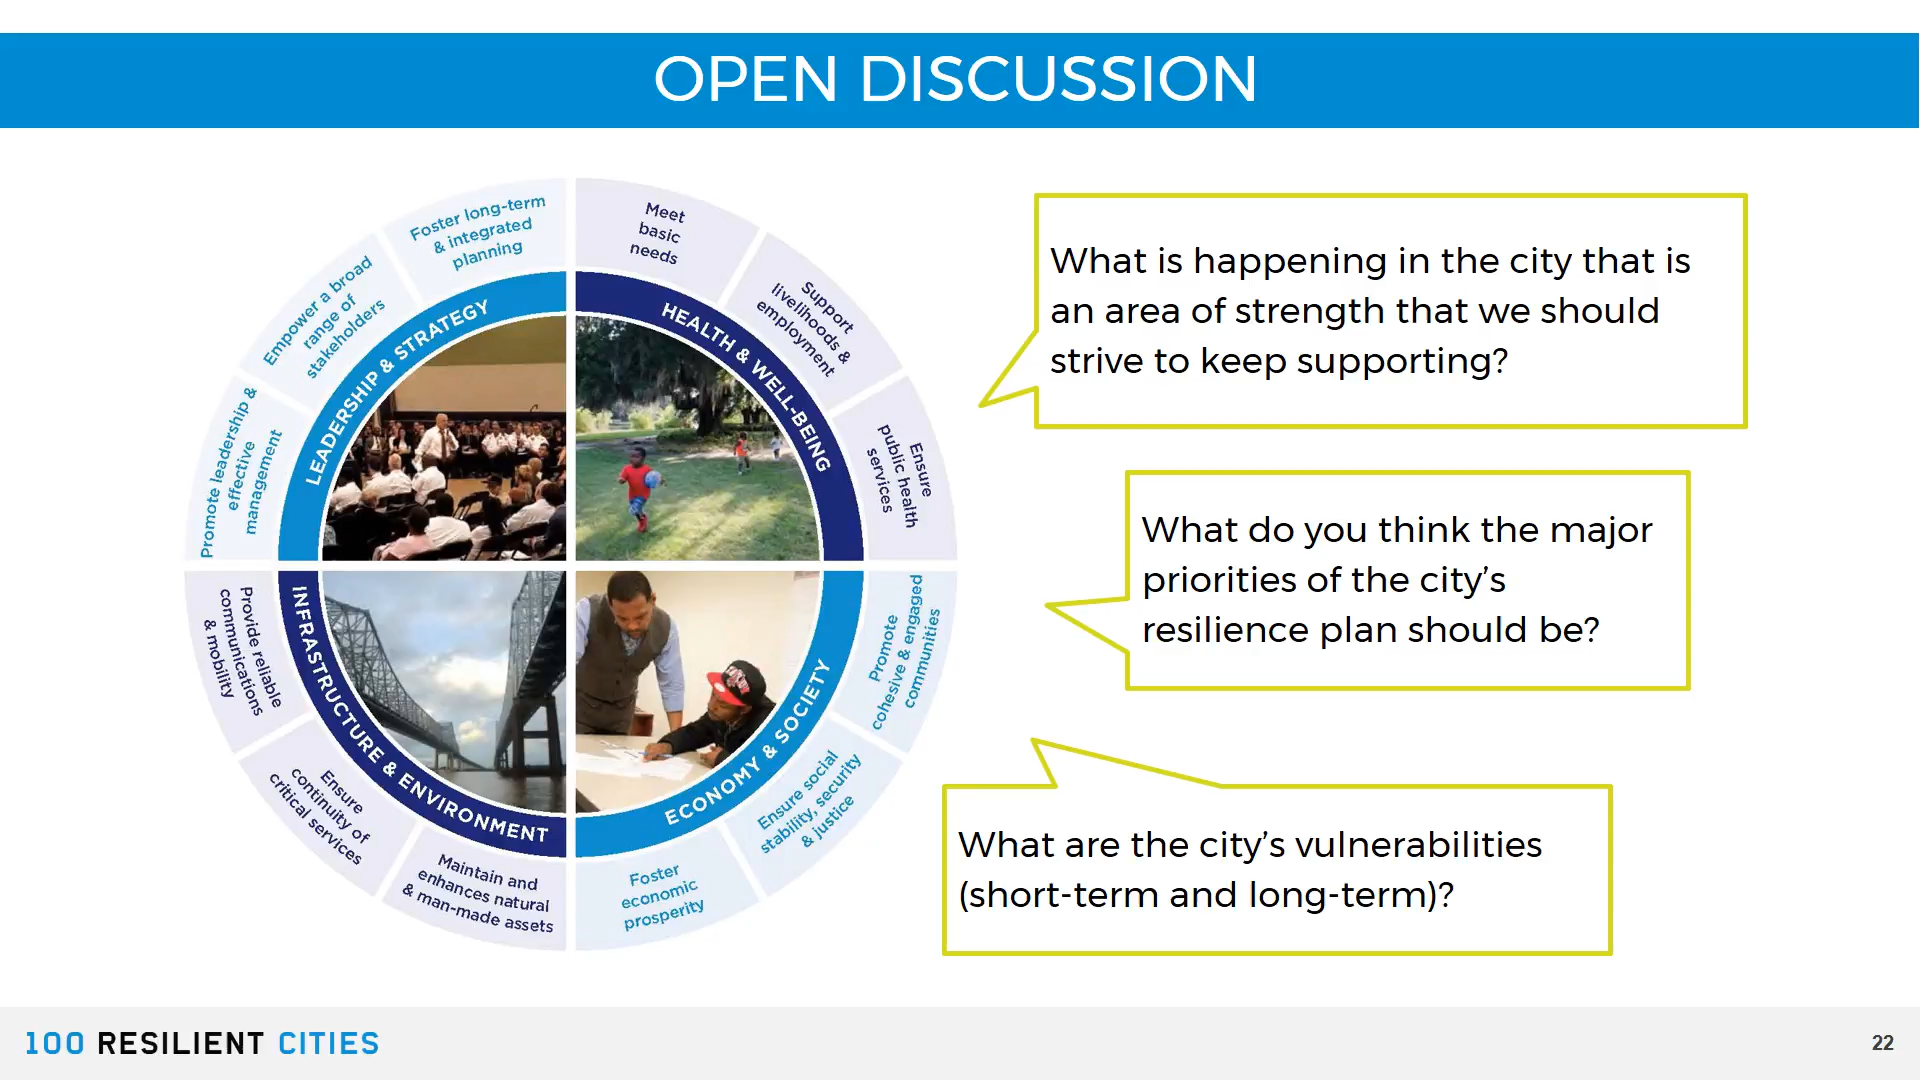 OPEN DISCUSSION
Foster long-term
& integrated
planning
Meet
basic
needs
Empower a broad
range of
stakeholders
Support
livelihoods &
employment
Promote leadership &
effective
management
Ensure
public health
services
LEADERSHIP & STRATEGY
HEALTH & WELL-BEING
INFRASTRUCTURE & ENVIRONMENT
ECONOMY & SOCIETY
Provide reliable
communications
& mobility
Promote
cohesive & engaged
communities
Ensure
continuity of
critical services
Ensure social
stability, security
& justice
Maintain and
enhances natural
& man-made assets
Foster
economic
prosperity
What is happening in the city that is
an area of strength that we should
strive to keep supporting?
What do you think the major
priorities of the city’s
resilience plan should be?
What are the city’s vulnerabilities
(short-term and long-term)?
100 RESILIENT CITIES
22